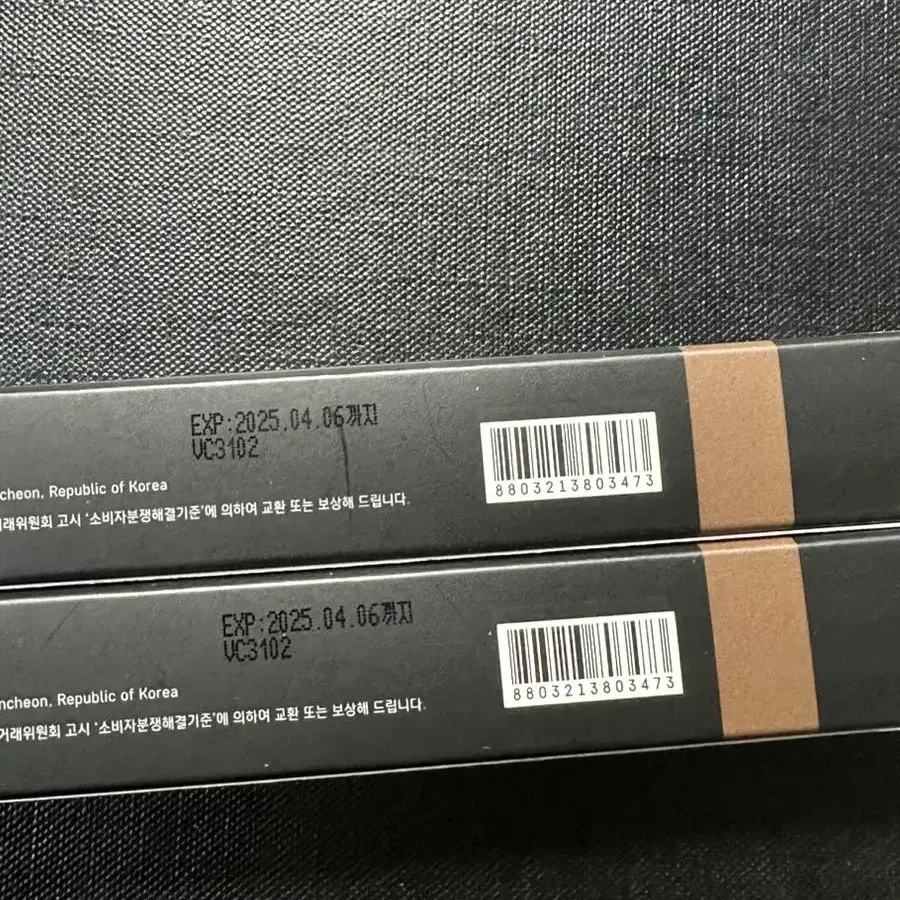 EXP:2025.04.06까지
VC3102
cheon, Republic of Korea
거래위원회 고시 '소비자분쟁해결기준'에 의하여 교환 또는 보상해 드립니다.
8803213803473
EXP:2025.04.06까지
VC3102
ncheon, Republic of Korea
거래위원회 고시 '소비자분쟁해결기준'에 의하여 교환 또는 보상해 드립니다.
8803213803473